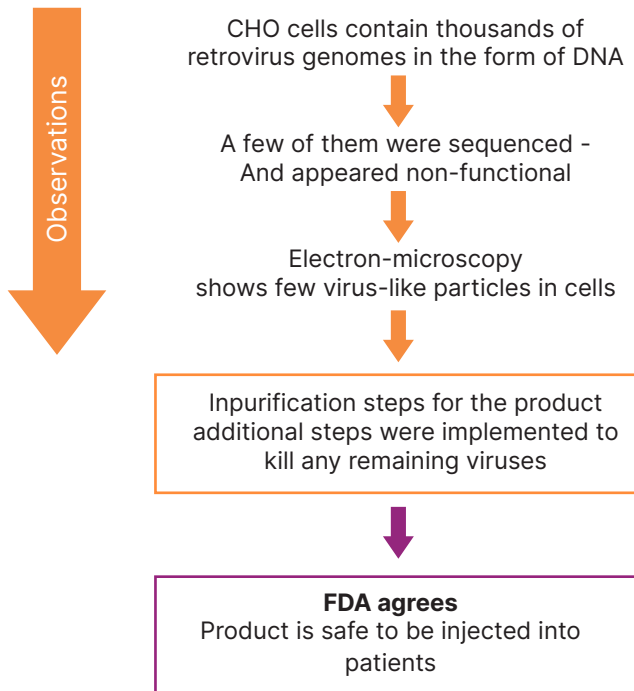 Observations
CHO cells contain thousands of
retrovirus genomes in the form of DNA
A few of them were sequenced -
And appeared non-functional
Electron-microscopy
shows few virus-like particles in cells
Inpurification steps for the product
additional steps were implemented to
kill any remaining viruses
FDA agrees
Product is safe to be injected into
patients